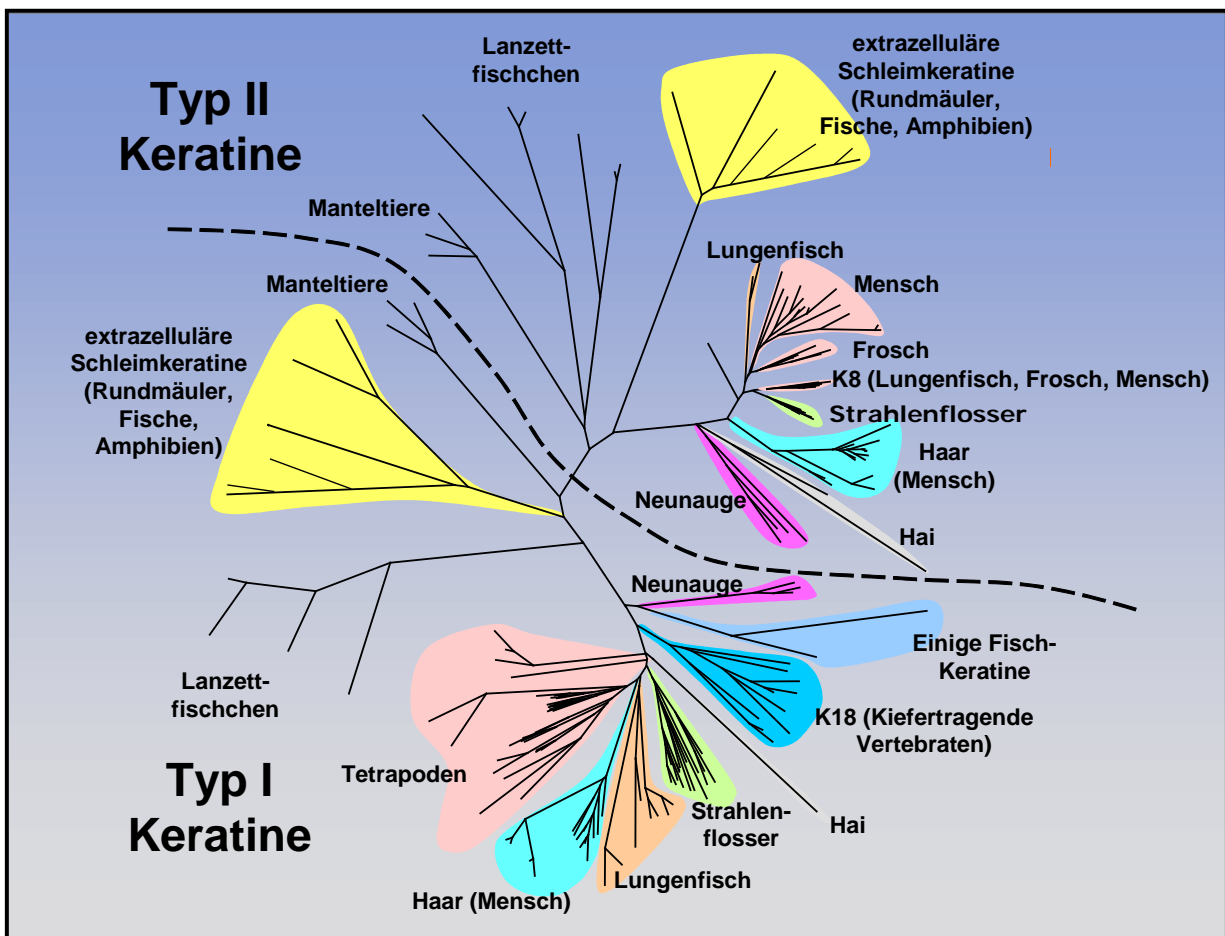 Typ II
Keratine
Lanzett-
fischchen
extrazelluläre
Schleimkeratine
(Rundmäuler,
Fische, Amphibien)
Manteltiere
Manteltiere
extrazelluläre
Schleimkeratine
(Rundmäuler,
Fische,
Amphibien)
Lungenfisch
Mensch
Frosch
K8 (Lungenfisch, Frosch, Mensch)
Strahlenflosser
Haar
(Mensch)
Neunauge
Hai
Neunauge
Einige Fisch-
Keratine
K18 (Kiefertragende
Vertebraten)
Lanzett-
fischchen
Typ I
Keratine
Tetrapoden
Haar (Mensch)
Lungenfisch
Strahlen-
flosser
Hai